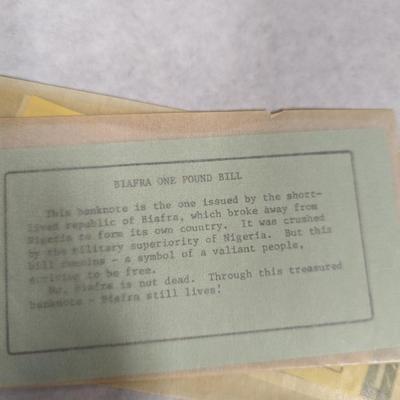 BIAFRA ONE POUND BILL
This banknote is the one issued by the short-
lived republic of Biafra, which broke away from
Nigeria to form its own country. It was crushed
by the military superiority of Nigeria. But this
bill remains - a symbol of a valiant people,
striving to be free.
No, Biafra is not dead. Through this treasured
banknote - Biafra still lives!